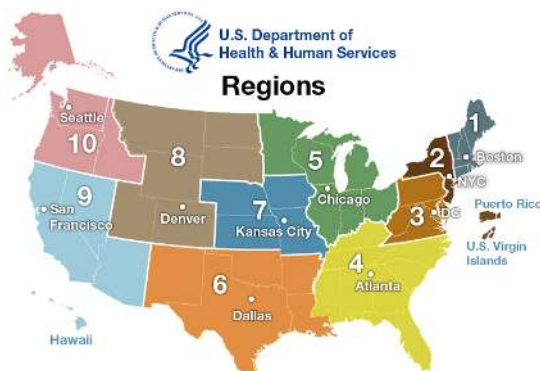 U.S. Department of
Health & Human Services
Regions
Seattle
10
8
5
1
2
Boston
NYC
9
San
Francisco
Denver
7
Kansas City
Chicago
3
DC
Puerto Rico
U.S. Virgin
Islands
6
Dallas
4
Atlanta
Hawaii